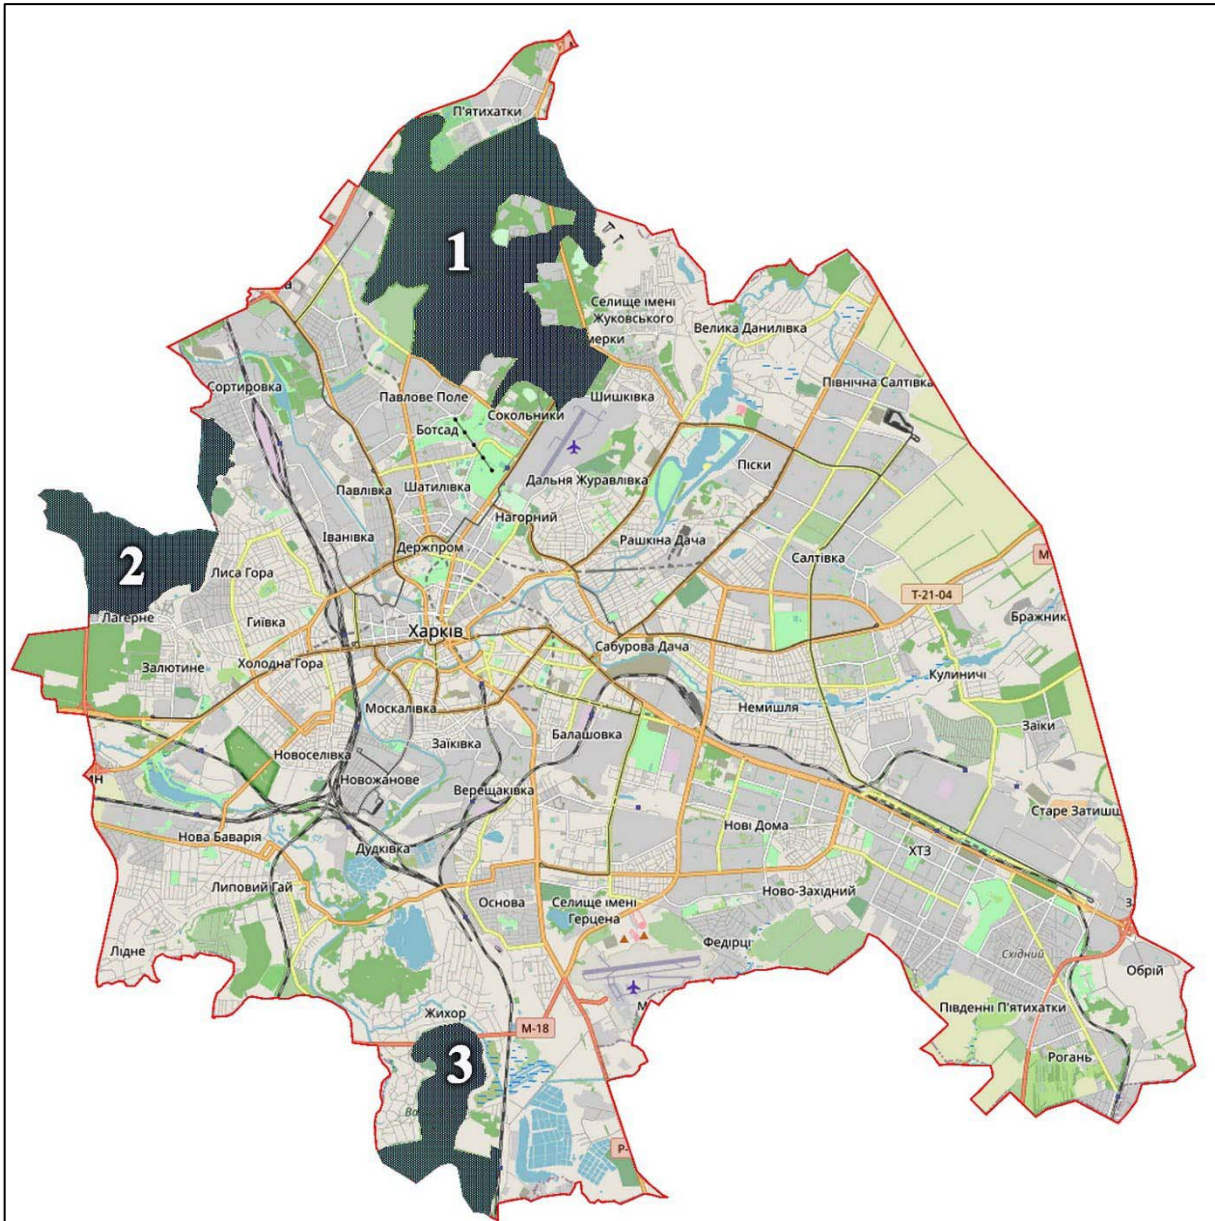 П'ятихатки
1
Селище імені
Жуковського
Велика Данилівка
Північна Салтівка
Сортировка
Павлове Поле
Шишківка
Сокольники
Ботсад
Піски
Дальня Журавлівка
Павлівка
Шатилівка
Нагорний
Іванівка
Держпром
Рашкіна Дача
Салтівка
2
Лиса Гора
Т-21-04
Лагерне
Гиївка
Бражник
Харків
Сабурова Дача
Залютине
Холодна Гора
Кулиничі
Москалівка
Немишля
Заїки
Заїківка
Балашовка
Новоселівка
Новожанове
Верещаківка
Старе Затишш
Нові Дома
Нова Баварія
Дудківка
ХТЗ
Липовий Гай
Ново-Західний
Основа
Селище імені
Герцена
Федірці
Лідне
Східний
Обрій
Жихор
М-18
Південні П'ятихатки
3
Рогань